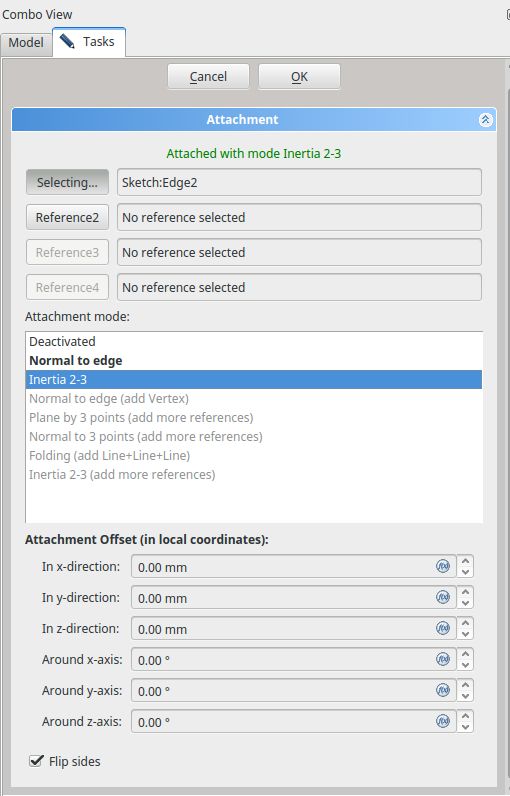 Combo View
Model Tasks
Cancel OK
Attachment
Attached with mode Inertia 2-3
Selecting... Sketch:Edge2
Reference2 No reference selected
Reference3 No reference selected
Reference4 No reference selected
Attachment mode:
Deactivated
Normal to edge
Inertia 2-3
Normal to edge (add Vertex)
Plane by 3 points (add more references)
Normal to 3 points (add more references)
Folding (add Line+Line+Line)
Inertia 2-3 (add more references)
Attachment Offset (in local coordinates):
In x-direction: 0.00 mm f(x)
In y-direction: 0.00 mm f(x)
In z-direction: 0.00 mm f(x)
Around x-axis: 0.00 ° f(x)
Around y-axis: 0.00 ° f(x)
Around z-axis: 0.00 ° f(x)
Flip sides